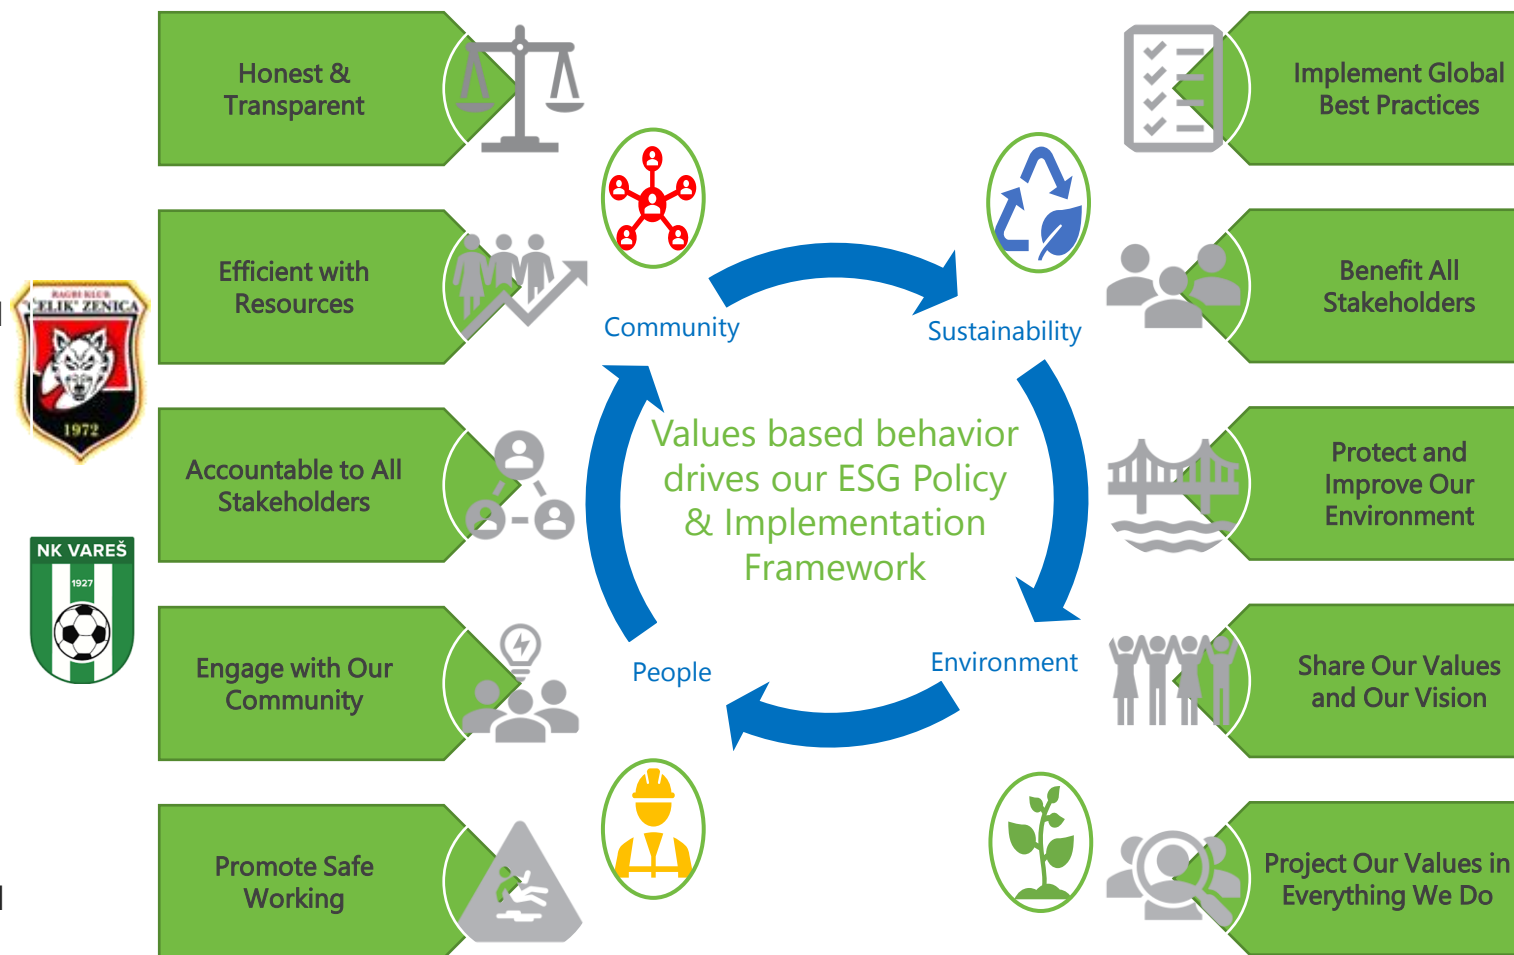 Honest &
Transparent
Efficient with
Resources
Accountable to All
Stakeholders
Engage with Our
Community
Promote Safe
Working
RAGBI KLUB
"ČELIK" ZENICA
1972
NK VAREŠ
1927
Community
Sustainability
Values based behavior
drives our ESG Policy
& Implementation
Framework
People
Environment
Implement Global
Best Practices
Benefit All
Stakeholders
Protect and
Improve Our
Environment
Share Our Values
and Our Vision
Project Our Values in
Everything We Do